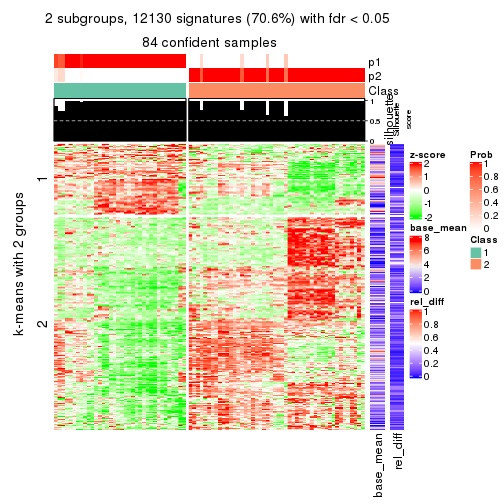 2 subgroups, 12130 signatures (70.6%) with fdr < 0.05
84 confident samples
p1
p2
Class
1
0.5
0
silhouette
Silhouette
score
k-means with 2 groups
1
2
base_mean
rel_diff
z-score
2
1
0
-1
-2
base_mean
8
6
4
2
0
rel_diff
1
0.8
0.6
0.4
0.2
0
Prob
1
0.8
0.6
0.4
0.2
0
Class
1
2